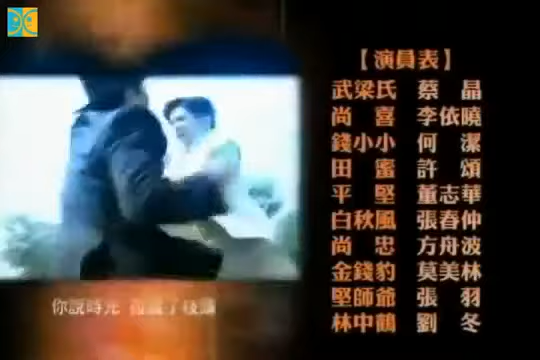 【演員表】
武梁氏 蔡晶
尚喜 李依曉
錢小小 何潔
田蜜 許頌
平堅 董志華
白秋風 張春仲
尚忠 方舟波
金錢豹 莫美林
堅師爺 張羽
林中鶴 劉冬
你說時光